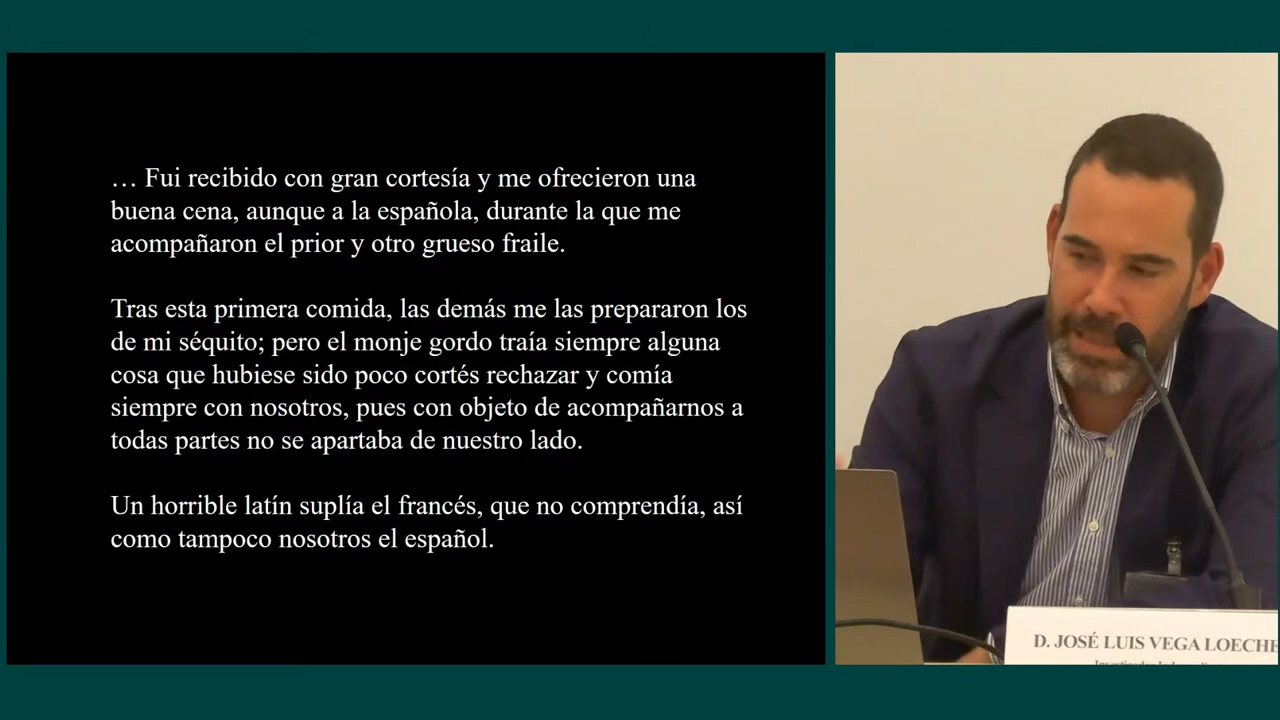 … Fui recibido con gran cortesía y me ofrecieron una
buena cena, aunque a la española, durante la que me
acompañaron el prior y otro grueso fraile.
Tras esta primera comida, las demás me las prepararon los
de mi séquito; pero el monje gordo traía siempre alguna
cosa que hubiese sido poco cortés rechazar y comía
siempre con nosotros, pues con objeto de acompañarnos a
todas partes no se apartaba de nuestro lado.
Un horrible latín suplía el francés, que no comprendía, así
como tampoco nosotros el español.
D. JOSÉ LUIS VEGA LOECHE